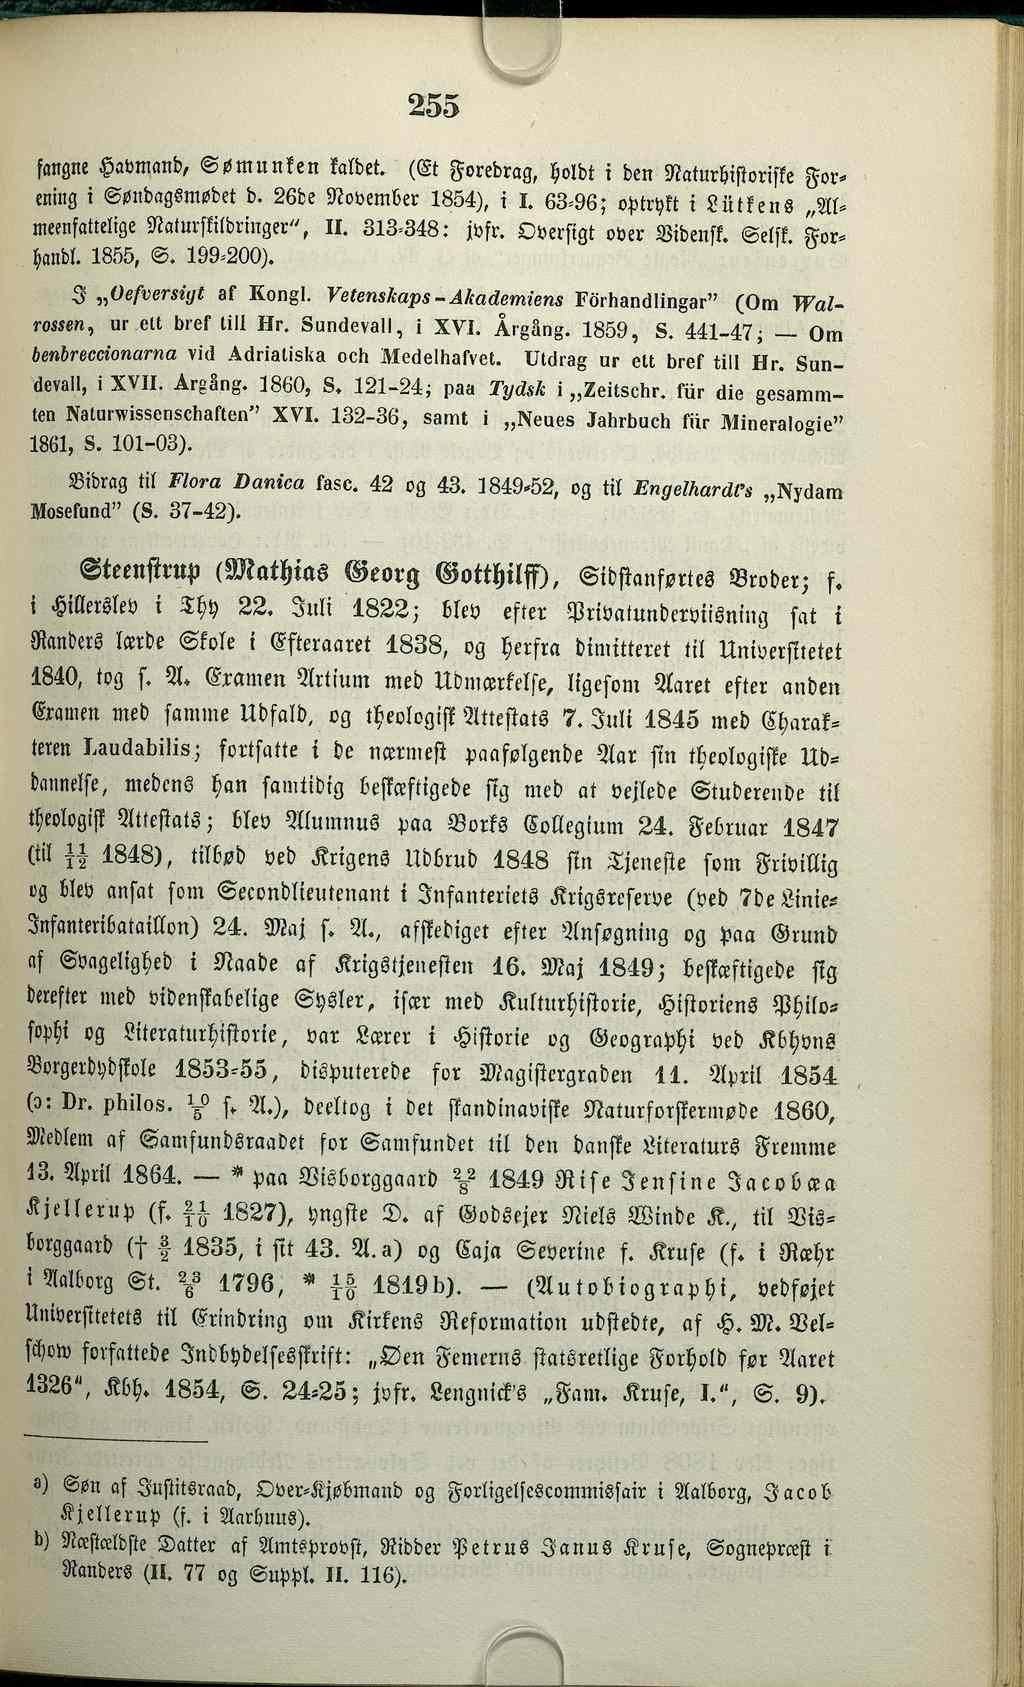 255
fangne Havmand, Sømunken kaldet. (Et Foredrag, holdt i den Naturhistoriske For=
ening i Søndagsmødet d. 26de November 1854), i I. 63=96; optrykt i Lütkens „Al=
meenfattelige Naturskildringer", II. 313=348: jvfr. Oversigt over Vidensk. Selsk. For=
handl. 1855, S. 199=200).
I „Oefversigt af Kongl. Vetenskaps-Akademiens Förhandlingar” (Om Wal-
rossen, ur ett bref till Hr. Sundevall, i XVI. Årgång. 1859, S. 441-47; — Om
benbreccionarna vid Adriatiska och Medelhafvet. Utdrag ur ett bref till Hr. Sun-
devall, i XVII. Argång. 1860, S. 121-24; paa Tydsk i „Zeitschr. für die gesamm-
ten Naturwissenschaften” XVI. 132-36, samt i „Neues Jahrbuch für Mineralogie”
1861, S. 101-03).
Bidrag til Flora Danica fasc. 42 og 43. 1849=52, og til Engelhardt's „Nydam
Mosefund” (S. 37-42).
Steenstrup (Mathias Georg Gotthilff), Sidstanførtes Broder; f.
i Hillerslev i Thy 22. Juli 1822; blev efter Privatunderviisning sat i
Randers lærde Skole i Efteraaret 1838, og herfra dimitteret til Universitetet
1840, tog s. A. Examen Artium med Udmærkelse, ligesom Aaret efter anden
Examen med samme Udfald, og theologisk Attestats 7. Juli 1845 med Charak=
teren Laudabilis; fortsatte i de nærmest paafølgende Aar sin theologiske Ud=
dannelse, medens han samtidig beskæftigede sig med at vejlede Studerende til
theologisk Attestats; blev Alumnus paa Borks Collegium 24. Februar 1847
(til 11/12 1848), tilbød ved Krigens Udbrud 1848 sin Tjeneste som Frivillig
og blev ansat som Secondlieutenant i Infanteriets Krigsreserve (ved 7de Linie=
Infanteribataillon) 24. Maj s. A., afskediget efter Ansøgning og paa Grund
af Svagelighed i Naade af Krigstjenesten 16. Maj 1849; beskæftigede sig
derefter med videnskabelige Sysler, især med Kulturhistorie, Historiens Philo=
sophi og Literaturhistorie, var Lærer i Historie og Geographi ved Kbhvns
Borgerdydskole 1853=55, disputerede for Magistergraden 11. April 1854
(ɔ: Dr. philos. 10/5 s. A.), deeltog i det skandinaviske Naturforskermøde 1860,
Medlem af Samfundsraadet for Samfundet til den danske Literaturs Fremme
13. April 1864. — * paa Visborggaard 22/8 1849 Rise Jensine Jacobæa
Kjellerup (f. 21/10 1827), yngste D. af Godsejer Niels Winde K., til Vis=
borggaard († 3/2 1835, i sit 43. A. a) og Caja Severine f. Kruse (f. i Ræhr
i Aalborg St. 23/6 1796, * 15/10 1819 b). — (Autobiographi, vedføjet
Universitetets til Erindring om Kirkens Reformation udstedte, af H. M. Vel=
schow forfattede Indbydelsesskrift: „Den Femerns statsretlige Forhold før Aaret
1326", Kbh. 1854, S. 24=25; jvfr. Lengnick's „Fam. Kruse, I.", S. 9).
a) Søn af Justitsraad, Over=Kjøbmand og Forligelsescommissair i Aalborg, Jacob
Kjellerup (f. i Aarhuus).
b) Næstældste Datter af Amtsprovst, Ridder Petrus Janus Kruse, Sognepræst i
Randers (II. 77 og Suppl. II. 116).